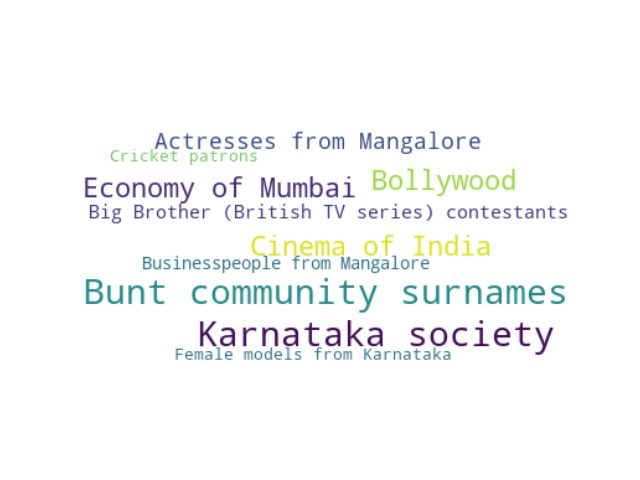 Actresses from Mangalore
Cricket patrons
Economy of Mumbai
Bollywood
Big Brother (British TV series) contestants
Cinema of India
Businesspeople from Mangalore
Bunt community surnames
Karnataka society
Female models from Karnataka